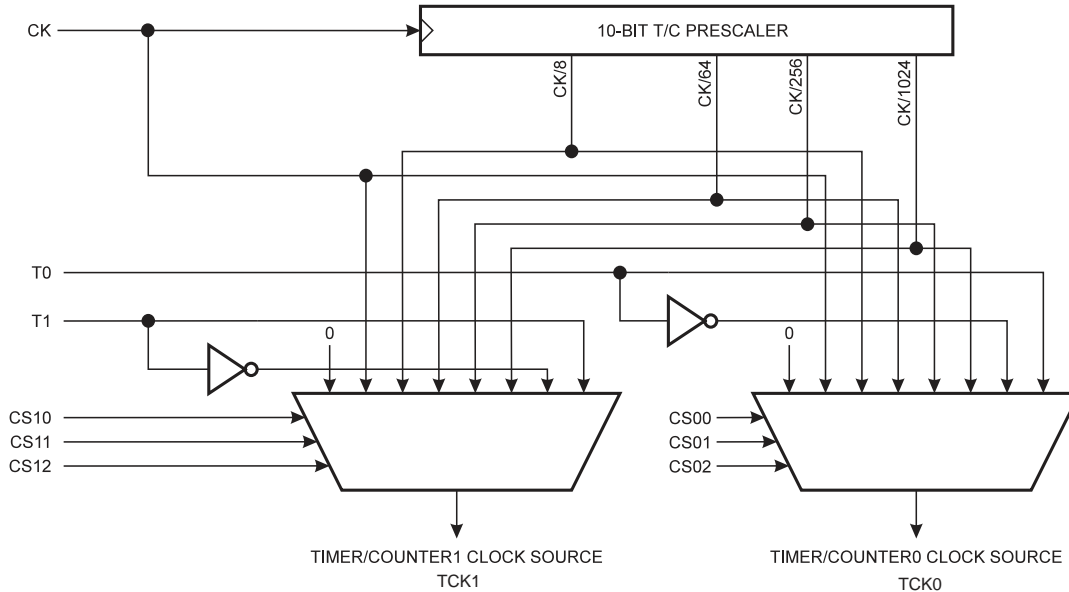 CK
10-BIT T/C PRESCALER
CK/8
CK/64
CK/256
CK/1024
T0
T1
0
0
CS10
CS11
CS12
CS00
CS01
CS02
TIMER/COUNTER1 CLOCK SOURCE
TCK1
TIMER/COUNTER0 CLOCK SOURCE
TCK0